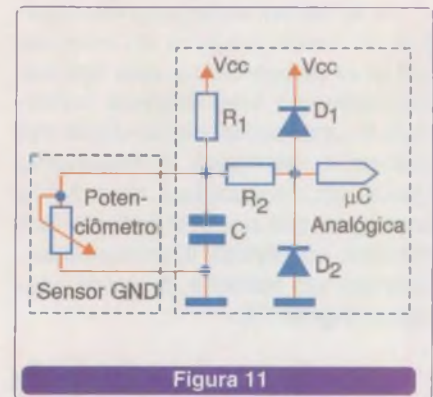 Vcc
Vcc
R1
D1
Poten-
ciômetro
R2
µC
C
Analógica
D2
Sensor GND
Figura 11